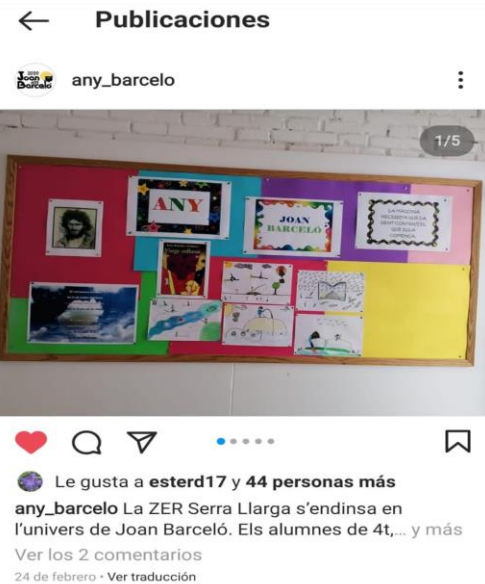 Publicaciones
2020
Joan
Barceló
any_barcelo
1/5
ANY
JOAN
BARCELÓ
Le gusta a esterd17 y 44 personas más
any_barcelo La ZER Serra Llarga s'endinsa en
l'univers de Joan Barceló. Els alumnes de 4t,... y más
Ver los 2 comentarios
24 de febrero • Ver traducción